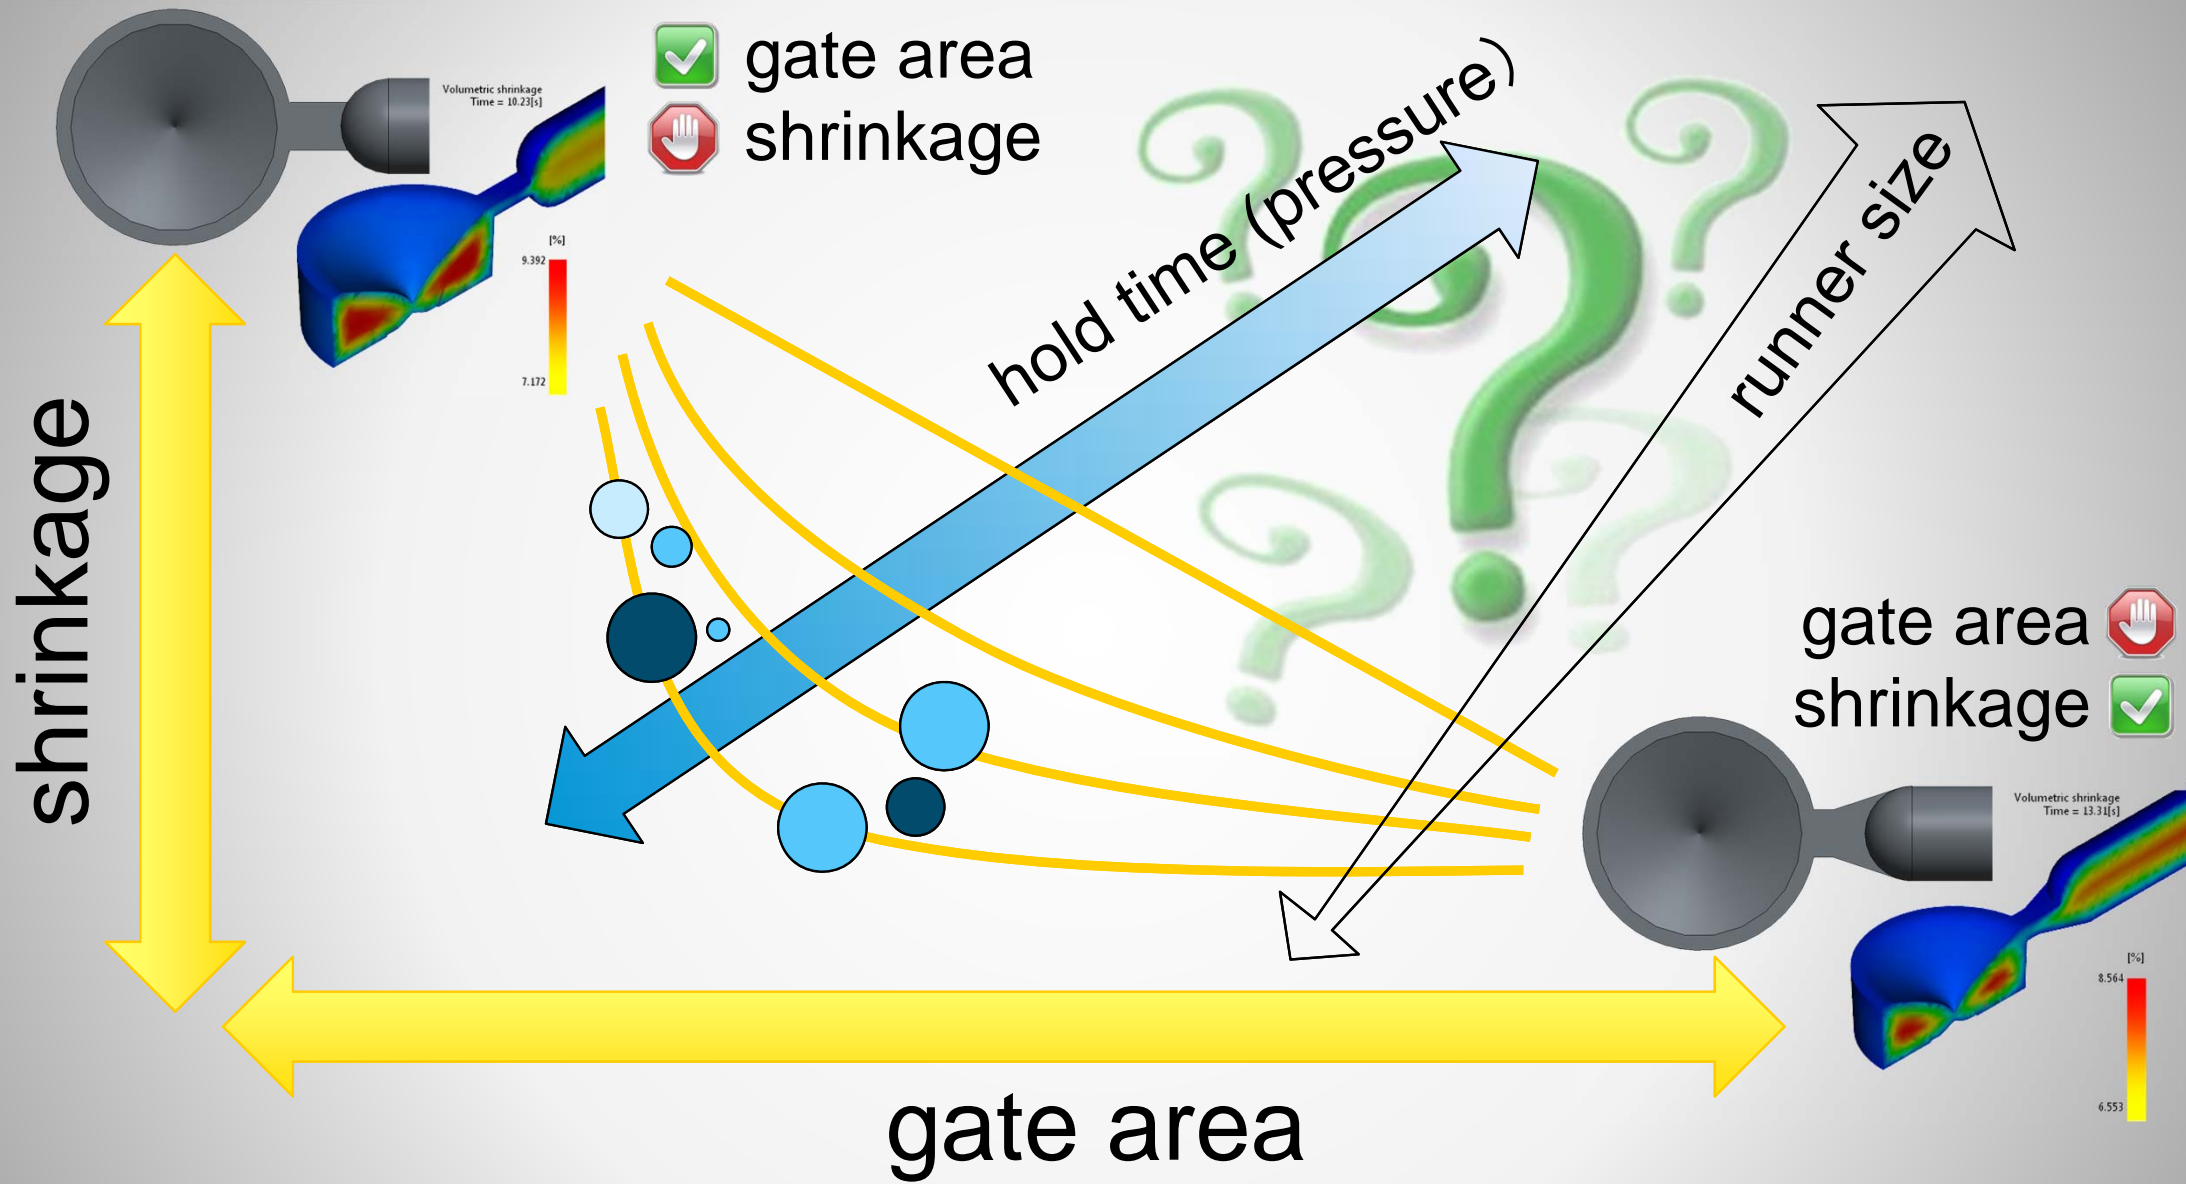 gate area
shrinkage
Volumetric shrinkage
Time = 10.23[s]
[%]
9.392
7.172
hold time (pressure）
runner size
shrinkage
gate area
shrinkage
Volumetric shrinkage
Time = 13.31[s]
[%]
8.564
6.553
gate area